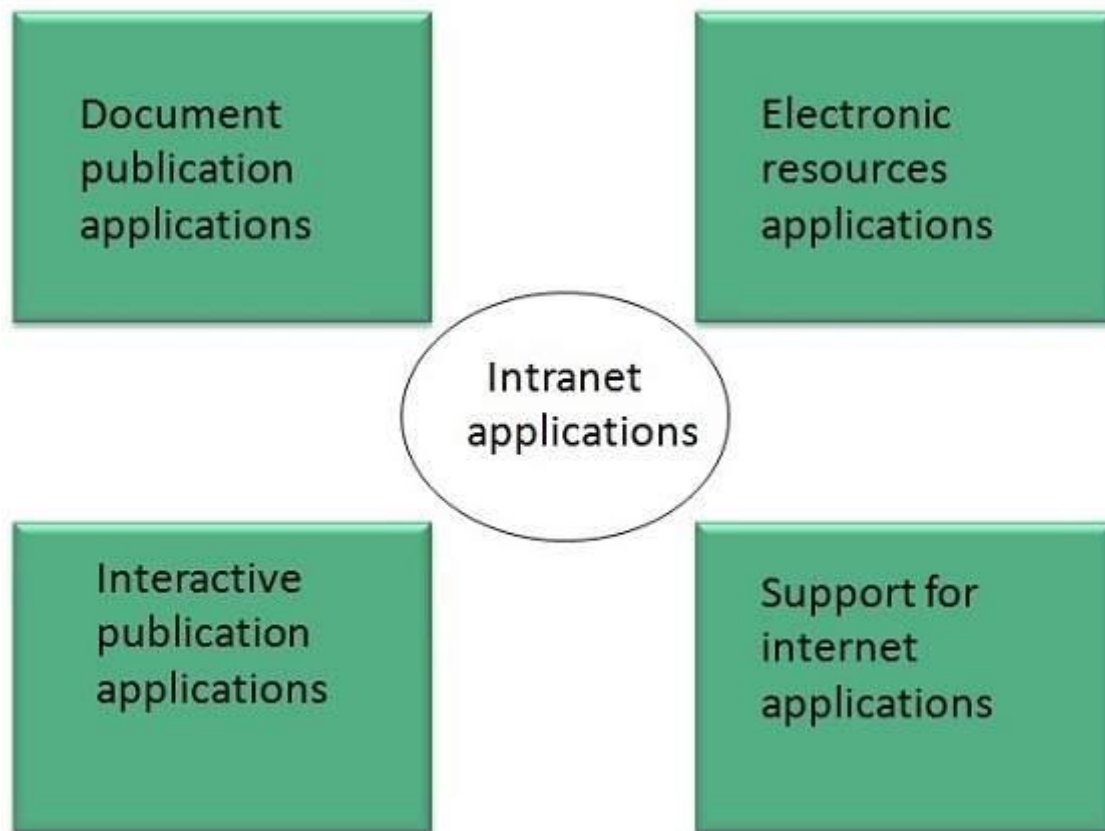 Document
publication
applications
Electronic
resources
applications
Intranet
applications
Interactive
publication
applications
Support for
internet
applications